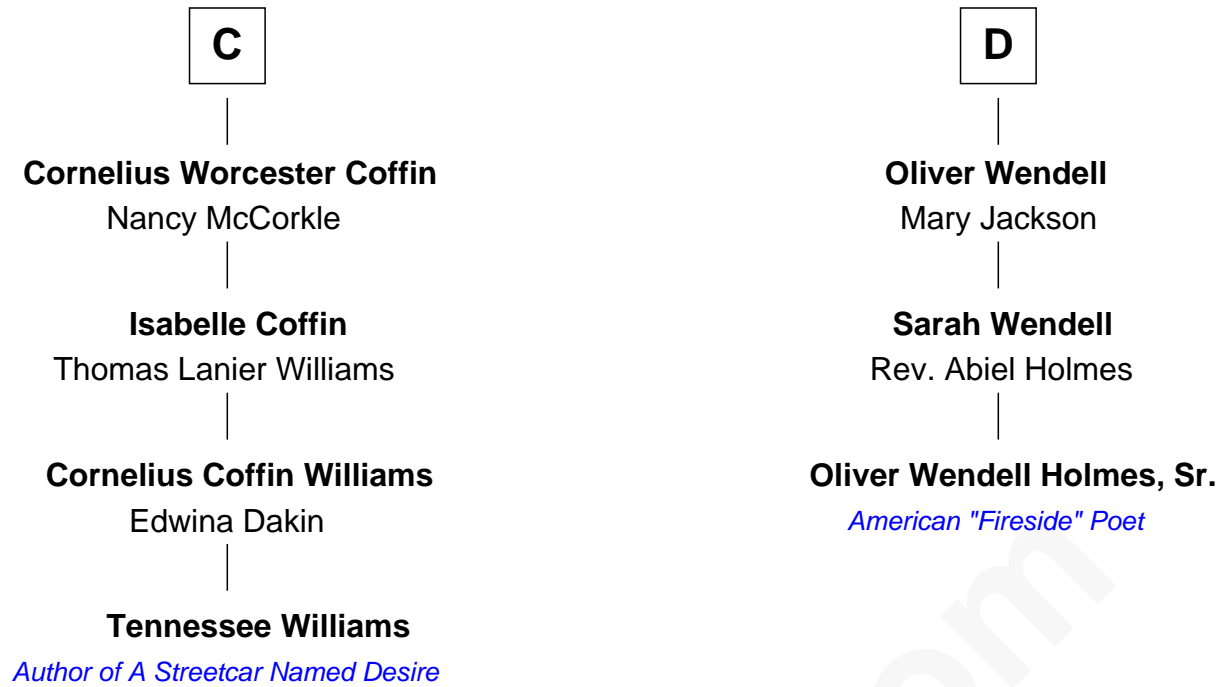 C
Cornelius Worcester Coffin
Nancy McCorkle
Isabelle Coffin
Thomas Lanier Williams
Cornelius Coffin Williams
Edwina Dakin
Tennessee Williams
Author of A Streetcar Named Desire
D
Oliver Wendell
Mary Jackson
Sarah Wendell
Rev. Abiel Holmes
Oliver Wendell Holmes, Sr.
American "Fireside" Poet